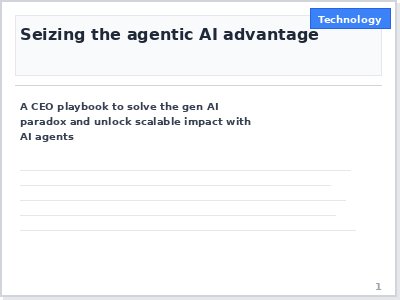 Technology
Seizing the agentic AI advantage
A CEO playbook to solve the gen AI
paradox and unlock scalable impact with
AI agents
1